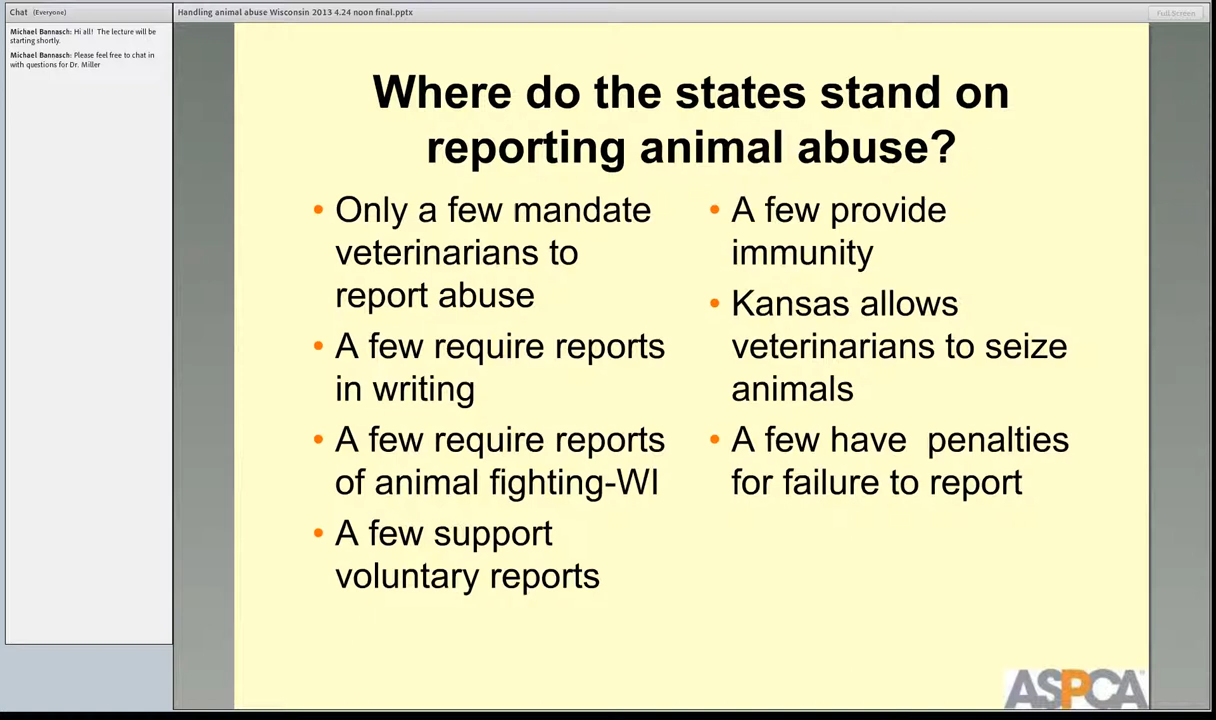 Chat (Everyone)
Michael Bannasch: Hi all! The lecture will be
starting shortly.
Michael Bannasch: Please feel free to chat in
with questions for Dr. Miller
Handling animal abuse Wisconsin 2013 4.24 noon final.pptx
Full Screen
Where do the states stand on
reporting animal abuse?
• Only a few mandate
veterinarians to
report abuse
• A few require reports
in writing
• A few require reports
of animal fighting-WI
• A few support
voluntary reports
• A few provide
immunity
• Kansas allows
veterinarians to seize
animals
• A few have  penalties
for failure to report
ASPCA